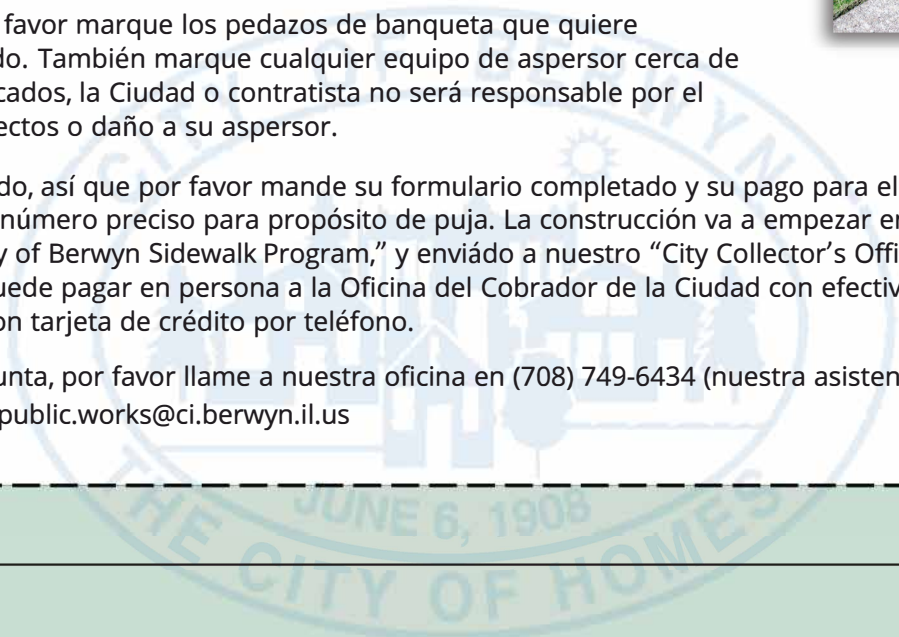 favor marque los pedazos de banqueta que quiere
do. También marque cualquier equipo de aspersor cerca de
cados, la Ciudad o contratista no será responsable por el
ectos o daño a su aspersor.
do, así que por favor mande su formulario completado y su pago para el
número preciso para propósito de puja. La construcción va a empezar en
y of Berwyn Sidewalk Program,” y enviádo a nuestro “City Collector’s Offi
uede pagar en persona a la Oficina del Cobrador de la Ciudad con efectiv
on tarjeta de crédito por teléfono.
unta, por favor llame a nuestra oficina en (708) 749-6434 (nuestra asisten
public.works@ci.berwyn.il.us
CITY OF BERWYN
JUNE 6, 1908
THE CITY OF HOMES